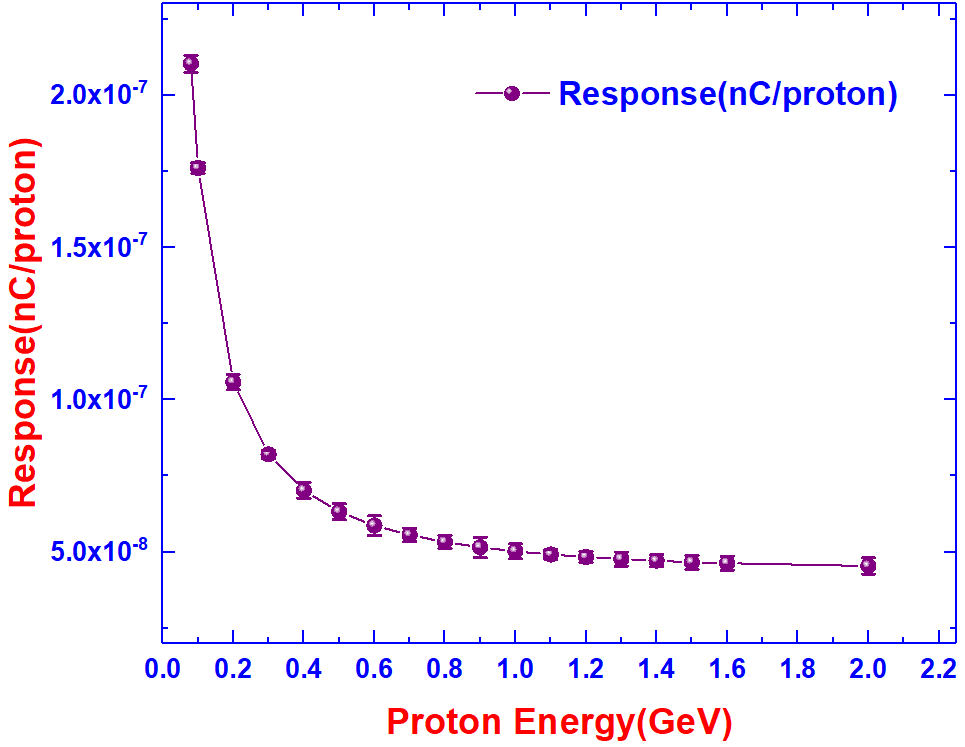 Response(nC/proton)
2.0x10-7
1.5x10-7
1.0x10-7
5.0x10-8
Response(nC/proton)
0.0 0.2 0.4 0.6 0.8 1.0 1.2 1.4 1.6 1.8 2.0 2.2
Proton Energy(GeV)